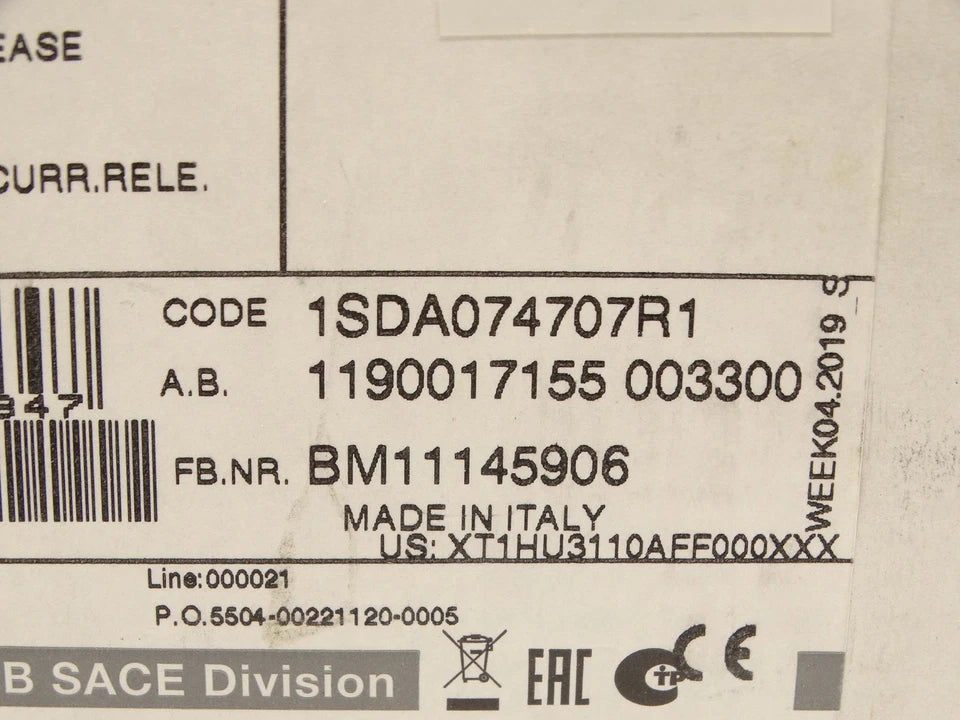 EASE
CURR.RELE.
CODE 1SDA074707R1
A.B. 1190017155 003300
347
FB.NR. BM11145906
MADE IN ITALY
US: XT1HU3110AFF000XXX
WEEK04.2019 S
Line:000021
P.O.5504-00221120-0005
B SACE Division
EAC
CE